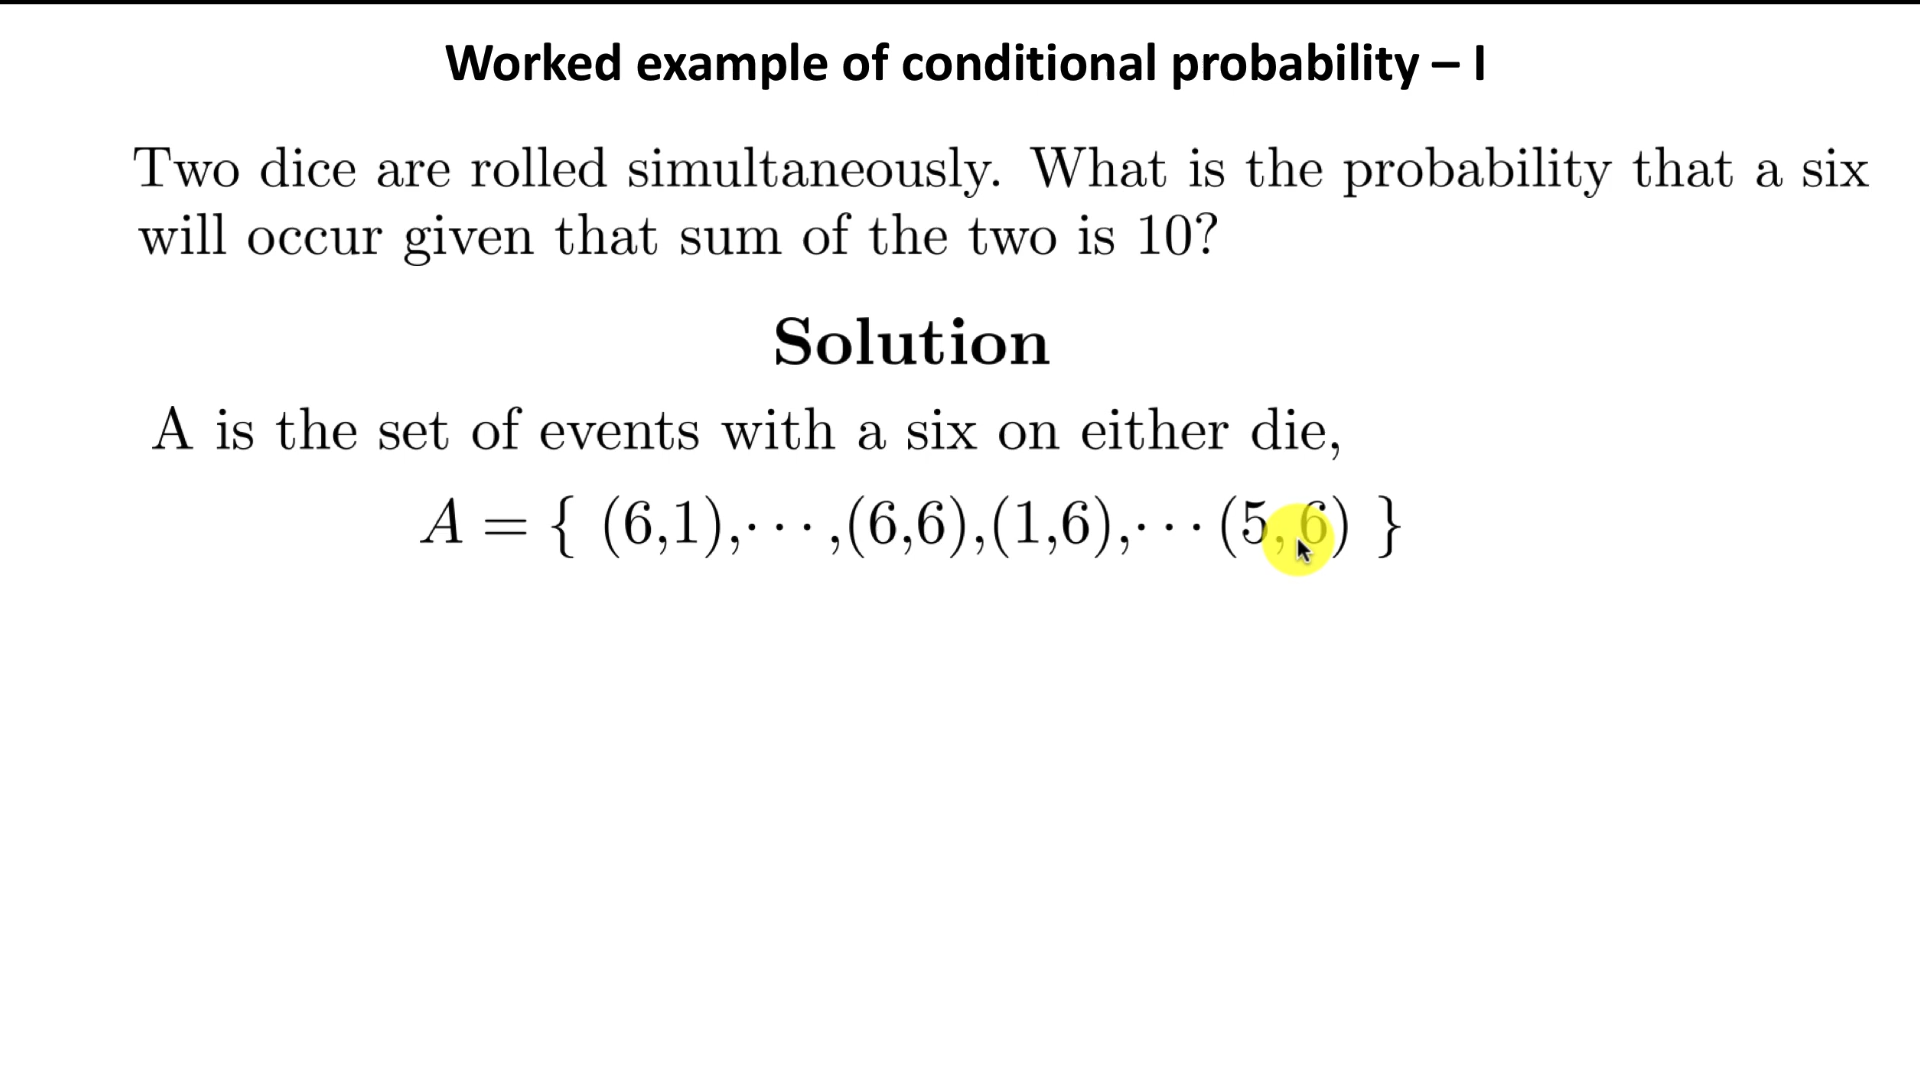 Worked example of conditional probability – I
Two dice are rolled simultaneously. What is the probability that a six
will occur given that sum of the two is 10?
Solution
A is the set of events with a six on either die,
A = { (6,1),⋯,(6,6),(1,6),⋯(5,6) }